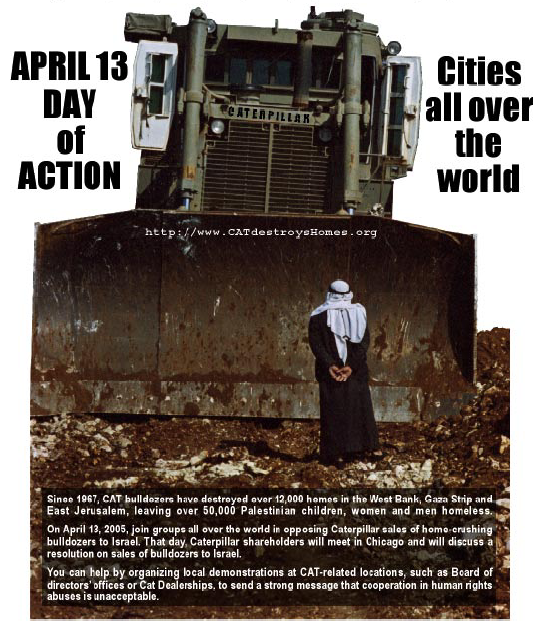 APRIL 13
DAY
of
ACTION
Cities
all over
the
world
CATERPILLAR
http://www.CATdestroysHomes.org
Since 1967, CAT bulldozers have destroyed over 12,000 homes in the West Bank, Gaza Strip and
East Jerusalem, leaving over 50,000 Palestinian children, women and men homeless.
On April 13, 2005, join groups all over the world in opposing Caterpillar sales of home-crushing
bulldozers to Israel. That day, Caterpillar shareholders will meet in Chicago and will discuss a
resolution on sales of bulldozers to Israel.
You can help by organizing local demonstrations at CAT-related locations, such as Board of
directors' offices or Cat Dealerships, to send a strong message that cooperation in human rights
abuses is unacceptable.